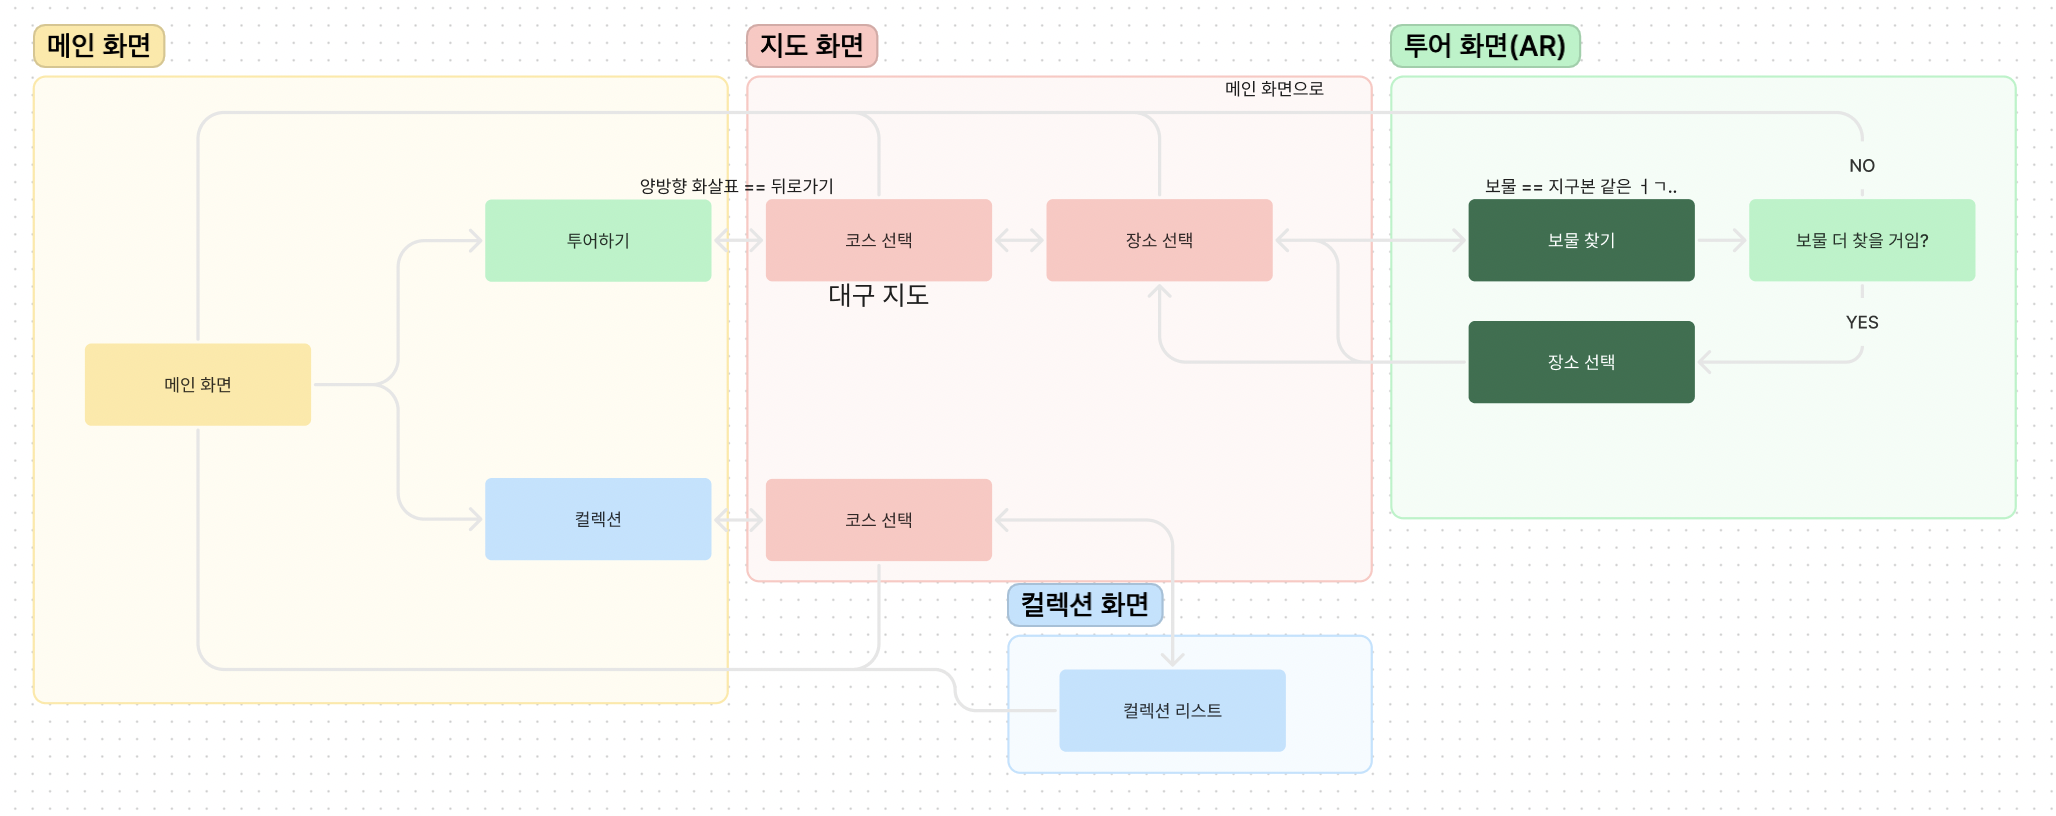 메인 화면
지도 화면
투어 화면(AR)
메인 화면으로
NO
양방향 화살표 == 뒤로가기
보물 == 지구본 같은 ㅓㄱ..
투어하기
코스 선택
장소 선택
보물 찾기
보물 더 찾을 거임?
대구 지도
YES
장소 선택
메인 화면
컬렉션
코스 선택
컬렉션 화면
컬렉션 리스트